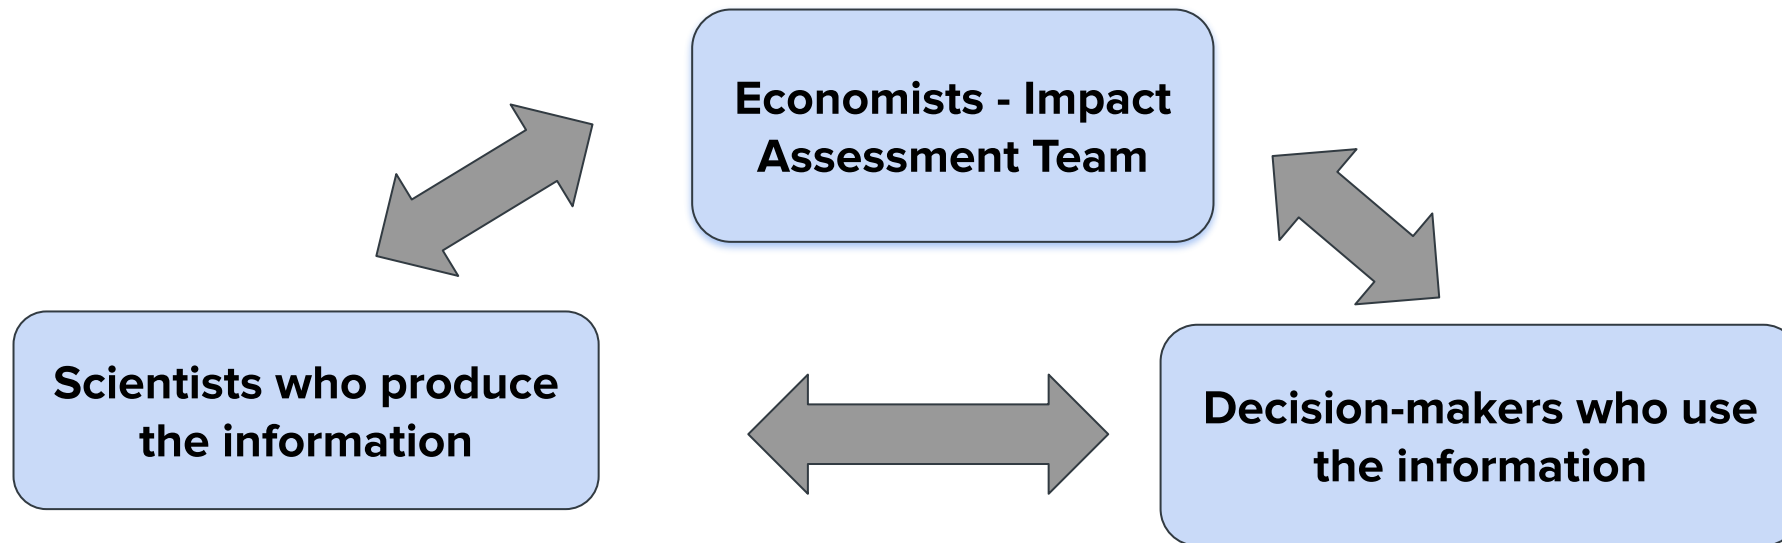 Economists - Impact
Assessment Team
Scientists who produce
the information
Decision-makers who use
the information